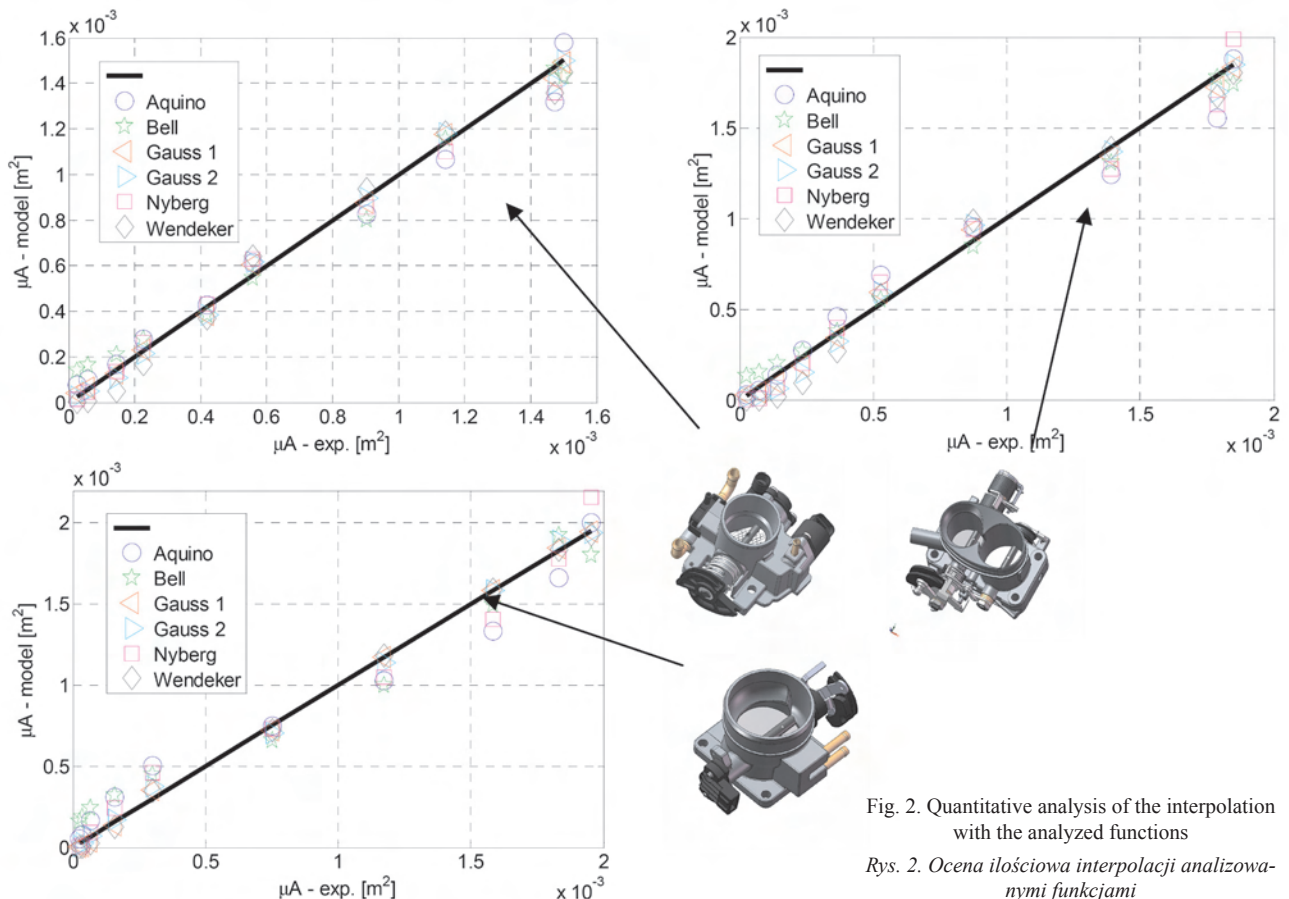 x 10-3
1.6
1.4
1.2
1
0.8
0.6
0.4
0.2
0
μA - model [m2]
Aquino
Bell
Gauss 1
Gauss 2
Nyberg
Wendeker
0 0.2 0.4 0.6 0.8 1 1.2 1.4 1.6
μA - exp. [m2]
x 10-3
x 10-3
2
1.5
1
0.5
0
μA - model [m2]
Aquino
Bell
Gauss 1
Gauss 2
Nyberg
Wendeker
0 0.5 1 1.5 2
μA - exp. [m2]
x 10-3
x 10-3
2
1.5
1
0.5
0
μA - model [m2]
Aquino
Bell
Gauss 1
Gauss 2
Nyberg
Wendeker
0 0.5 1 1.5 2
μA - exp. [m2]
x 10-3
Fig. 2. Quantitative analysis of the interpolation
with the analyzed functions
Rys. 2. Ocena ilościowa interpolacji analizowa-
nymi funkcjami